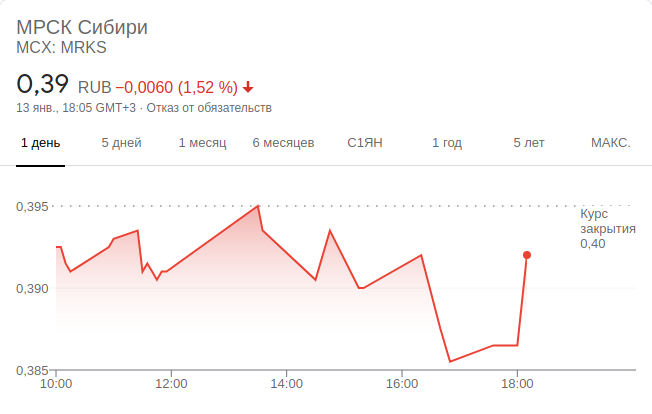 МРСК Сибири
MCX: MRKS
0,39 RUB −0,0060 (1,52 %)
13 янв., 18:05 GMT+3 · Отказ от обязательств
1 день 5 дней 1 месяц 6 месяцев С1ЯН 1 год 5 лет МАКС.
0,395
Курс
закрытия
0,40
0,390
0,385
10:00 12:00 14:00 16:00 18:00